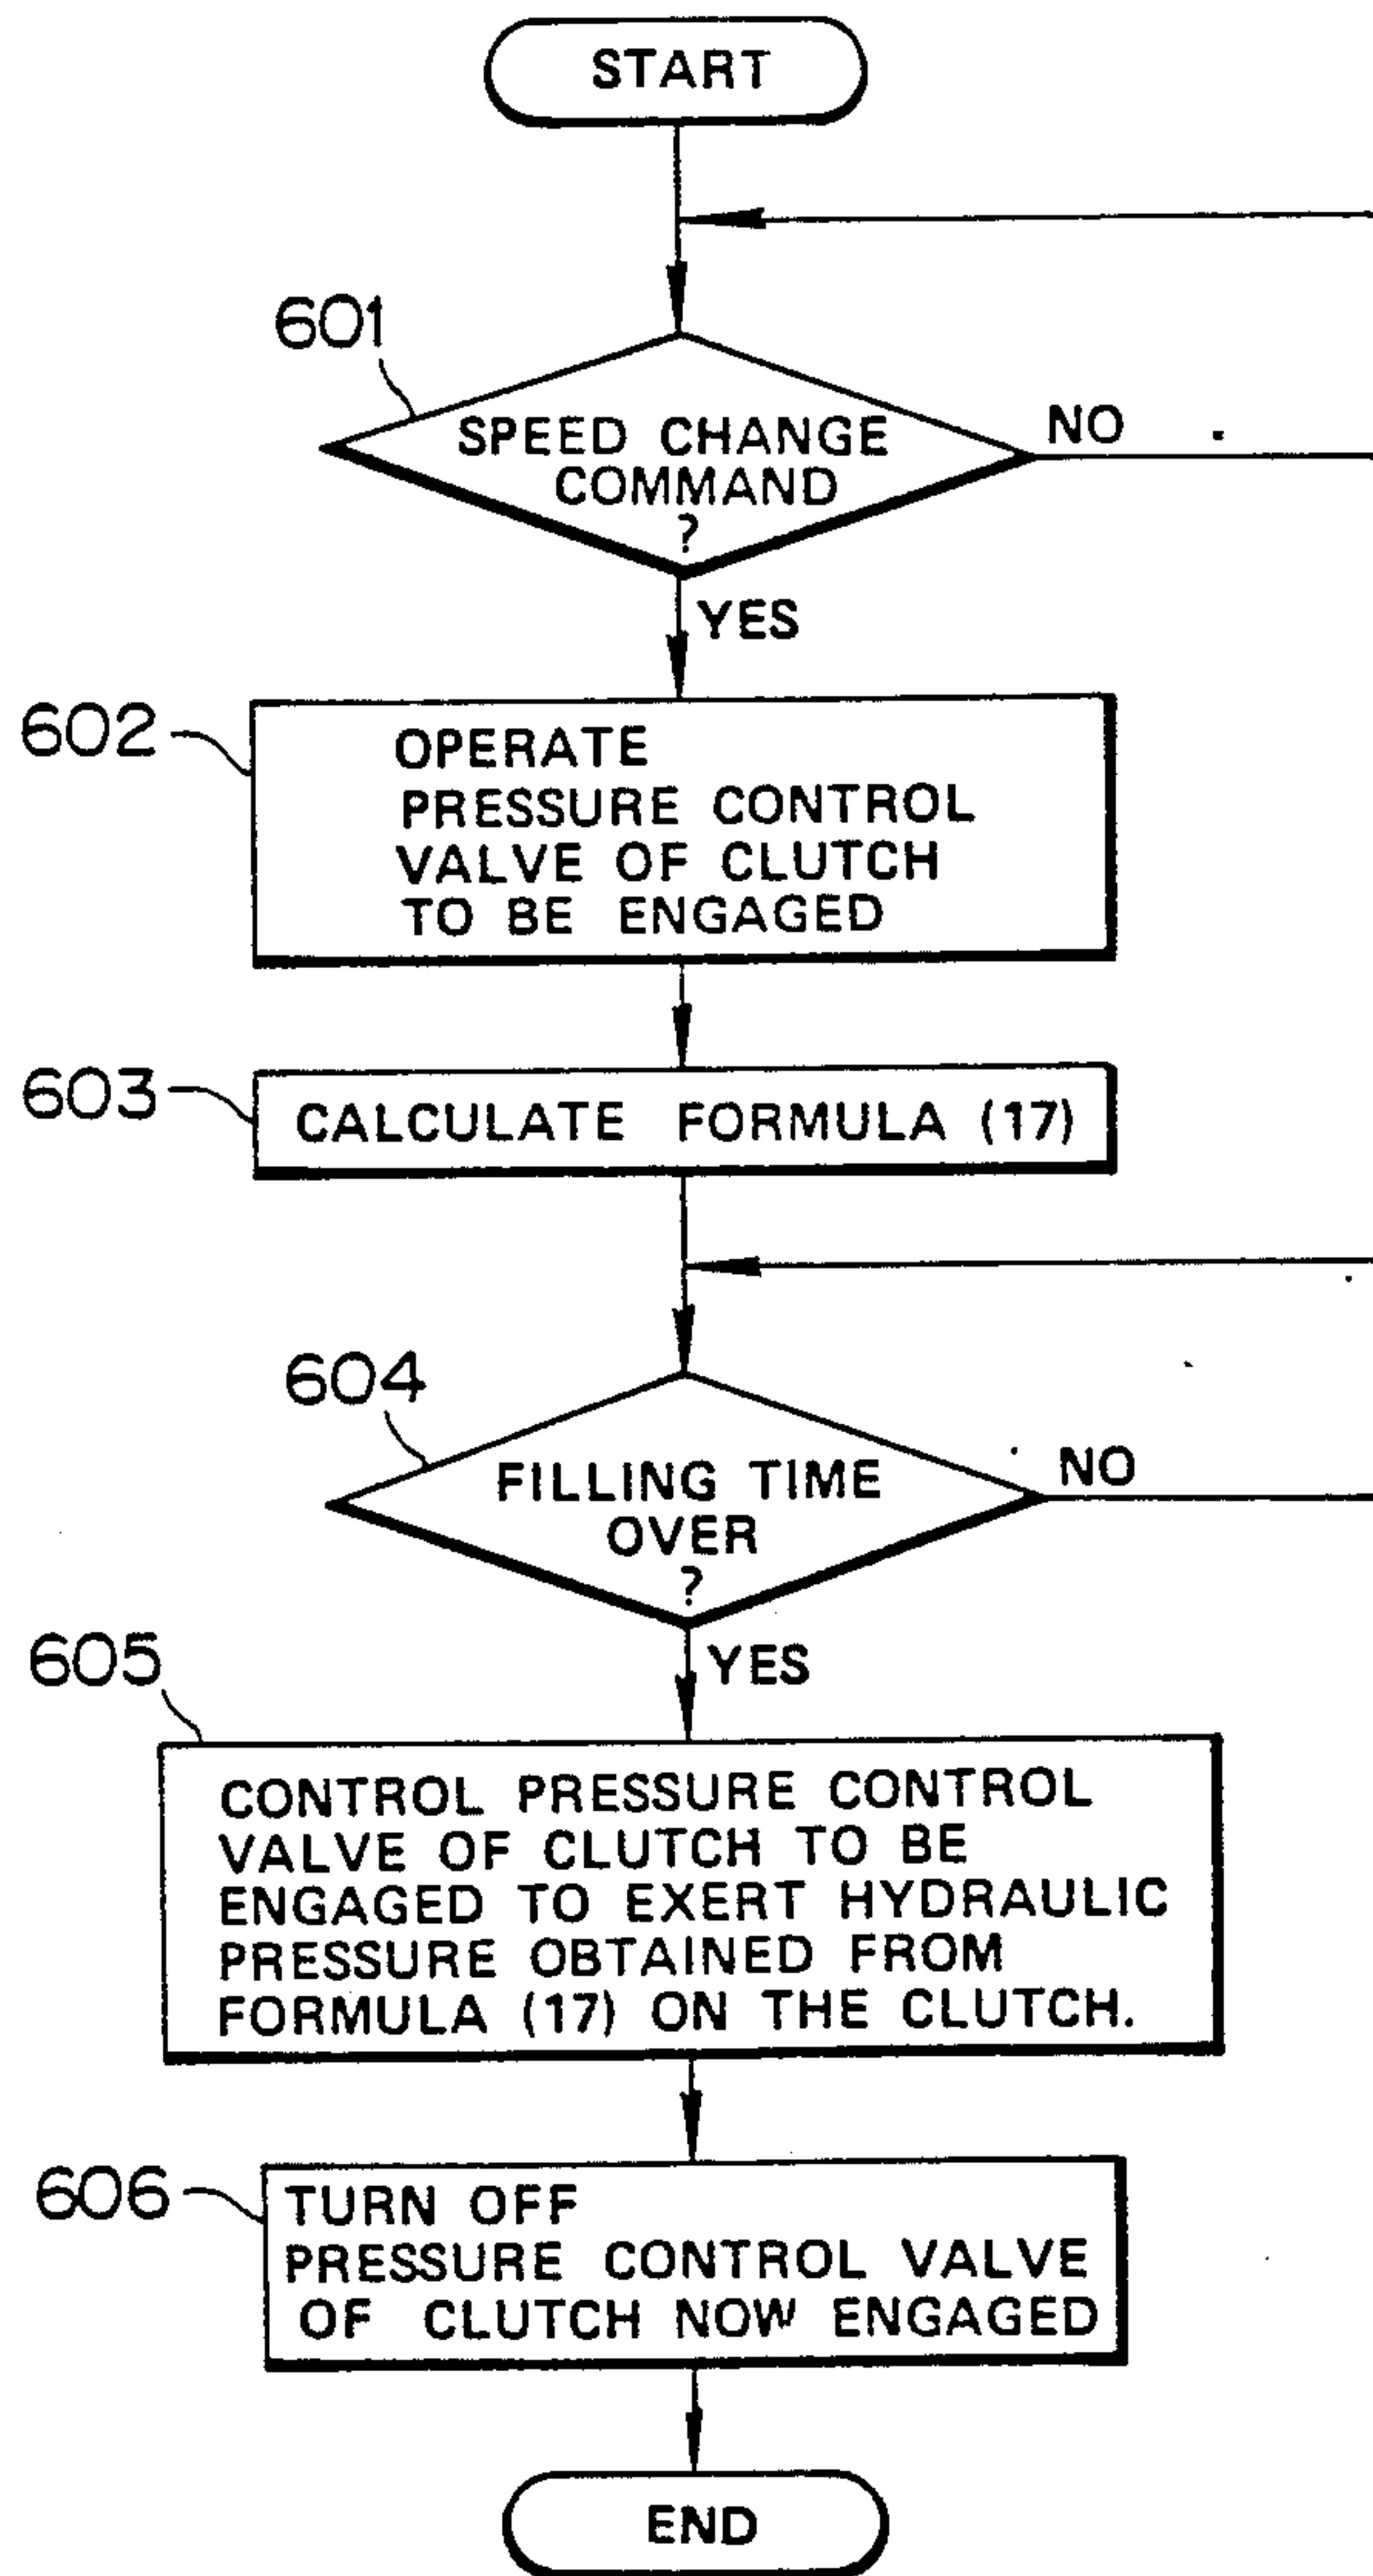 START
601
SPEED CHANGE
COMMAND
?
NO
YES
602
OPERATE
PRESSURE CONTROL
VALVE OF CLUTCH
TO BE ENGAGED
603
CALCULATE FORMULA (17)
604
FILLING TIME
OVER
?
NO
YES
605
CONTROL PRESSURE CONTROL
VALVE OF CLUTCH TO BE
ENGAGED TO EXERT HYDRAULIC
PRESSURE OBTAINED FROM
FORMULA (17) ON THE CLUTCH.
606
TURN OFF
PRESSURE CONTROL VALVE
OF CLUTCH NOW ENGAGED
END